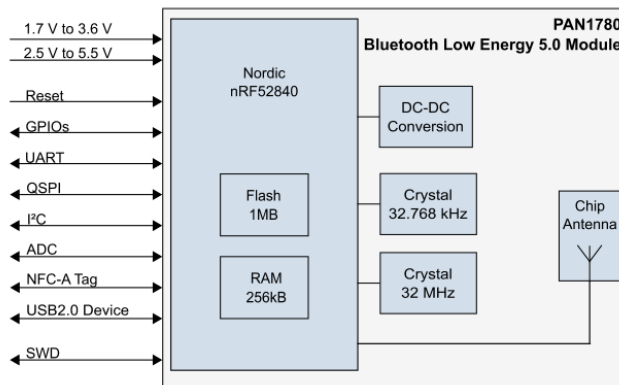 PAN1780
Bluetooth Low Energy 5.0 Module
1.7 V to 3.6 V
2.5 V to 5.5 V
Reset
GPIOs
UART
QSPI
I²C
ADC
NFC-A Tag
USB2.0 Device
SWD
Nordic
nRF52840
Flash
1MB
RAM
256kB
DC-DC
Conversion
Crystal
32.768 kHz
Crystal
32 MHz
Chip
Antenna